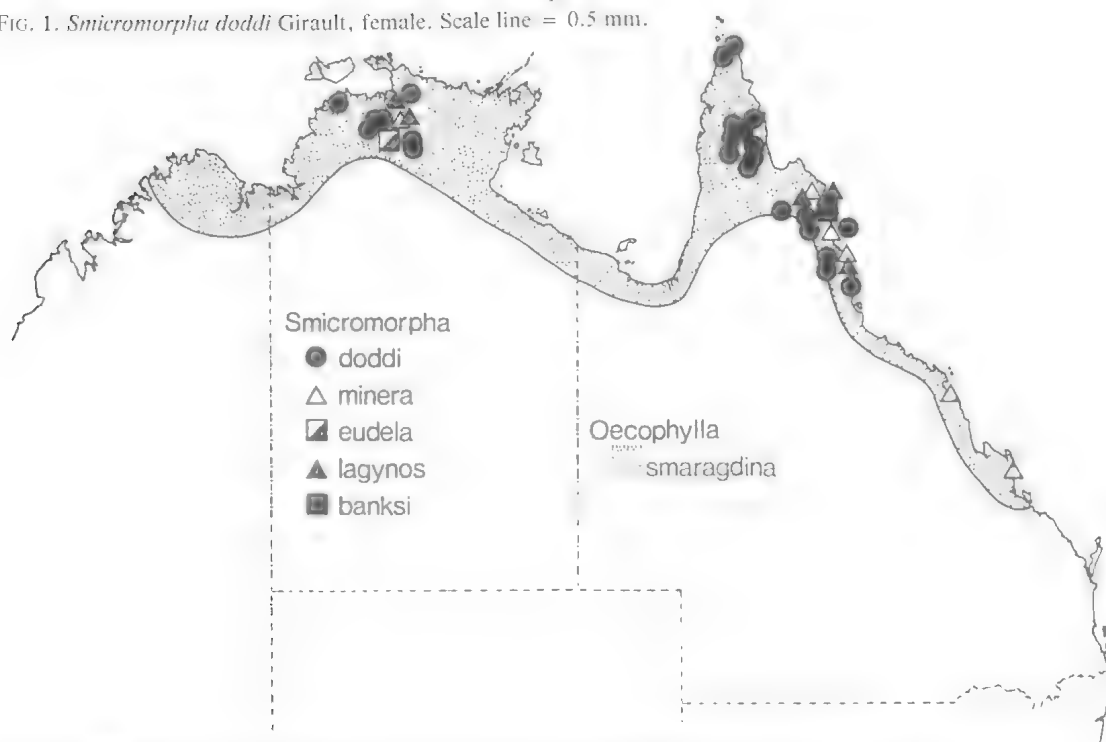 FIG. 1. Smicromorpha doddi Girault, female. Scale line = 0.5 mm.
Smicromorpha
doddi
minera
eudela
lagynos
banksi
Oecophylla
smaragdina